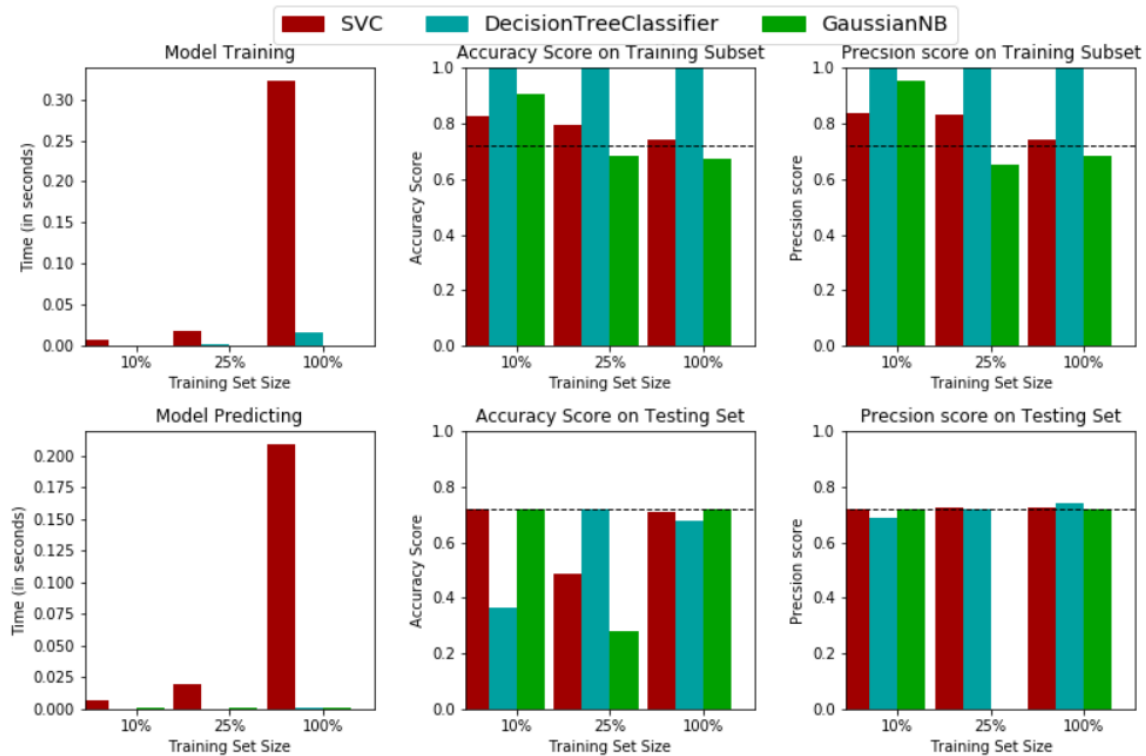 SVC DecisionTreeClassifier GaussianNB
Model Training
Time (in seconds)
0.30
0.25
0.20
0.15
0.10
0.05
0.00
10% 25% 100%
Training Set Size
Accuracy Score on Training Subset
Accuracy Score
1.0
0.8
0.6
0.4
0.2
0.0
10% 25% 100%
Training Set Size
Precsion score on Training Subset
Precsion score
1.0
0.8
0.6
0.4
0.2
0.0
10% 25% 100%
Training Set Size
Model Predicting
Time (in seconds)
0.200
0.175
0.150
0.125
0.100
0.075
0.050
0.025
0.000
10% 25% 100%
Training Set Size
Accuracy Score on Testing Set
Accuracy Score
1.0
0.8
0.6
0.4
0.2
0.0
10% 25% 100%
Training Set Size
Precsion score on Testing Set
Precsion score
1.0
0.8
0.6
0.4
0.2
0.0
10% 25% 100%
Training Set Size